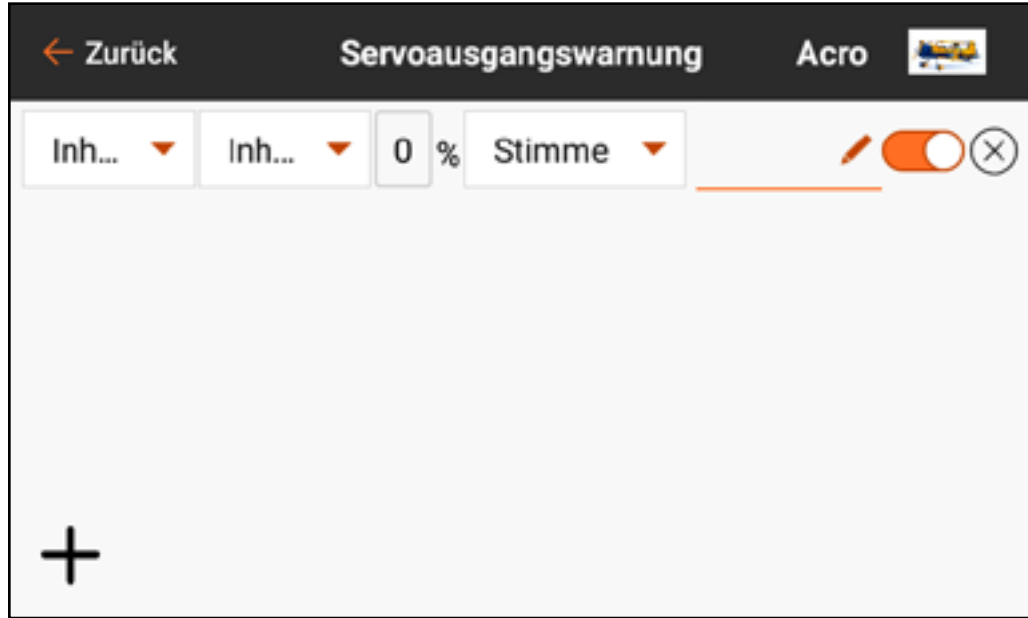 ← Zurück Servoausgangswarnung Acro
Inh... Inh... 0 % Stimme